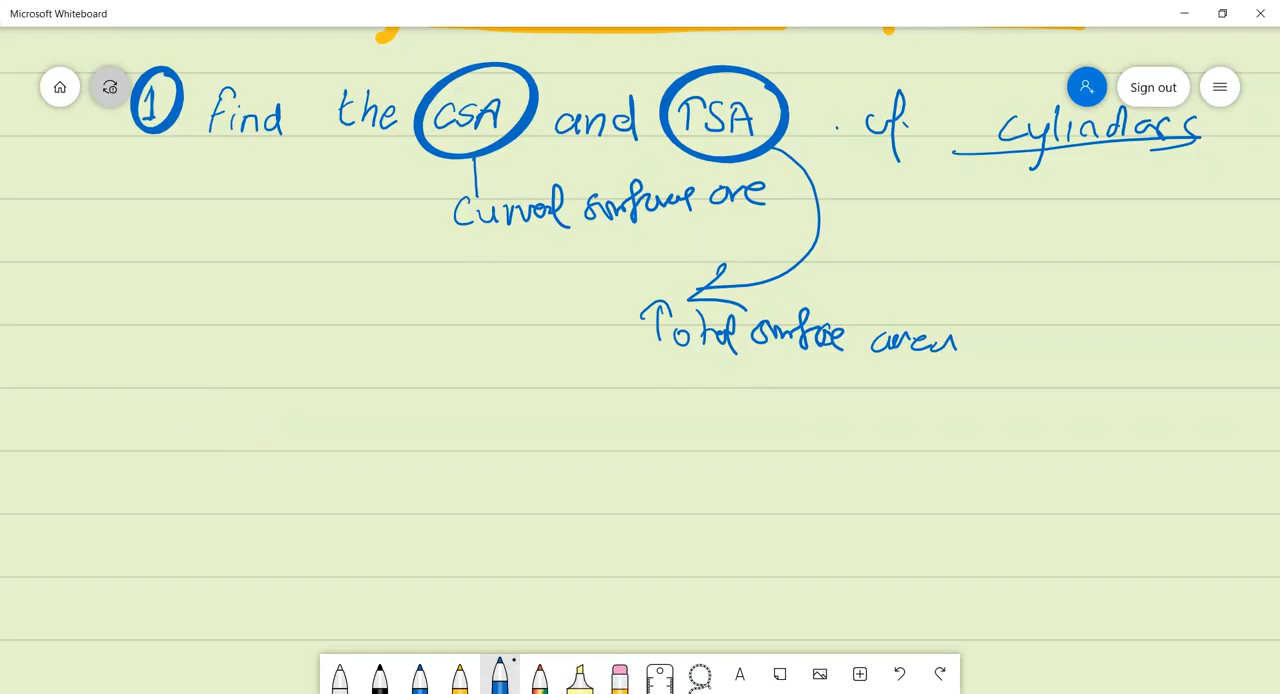 Microsoft Whiteboard
1 Find the CSA and TSA . of cylinders
Sign out
Curved surface are
Total surface area
A